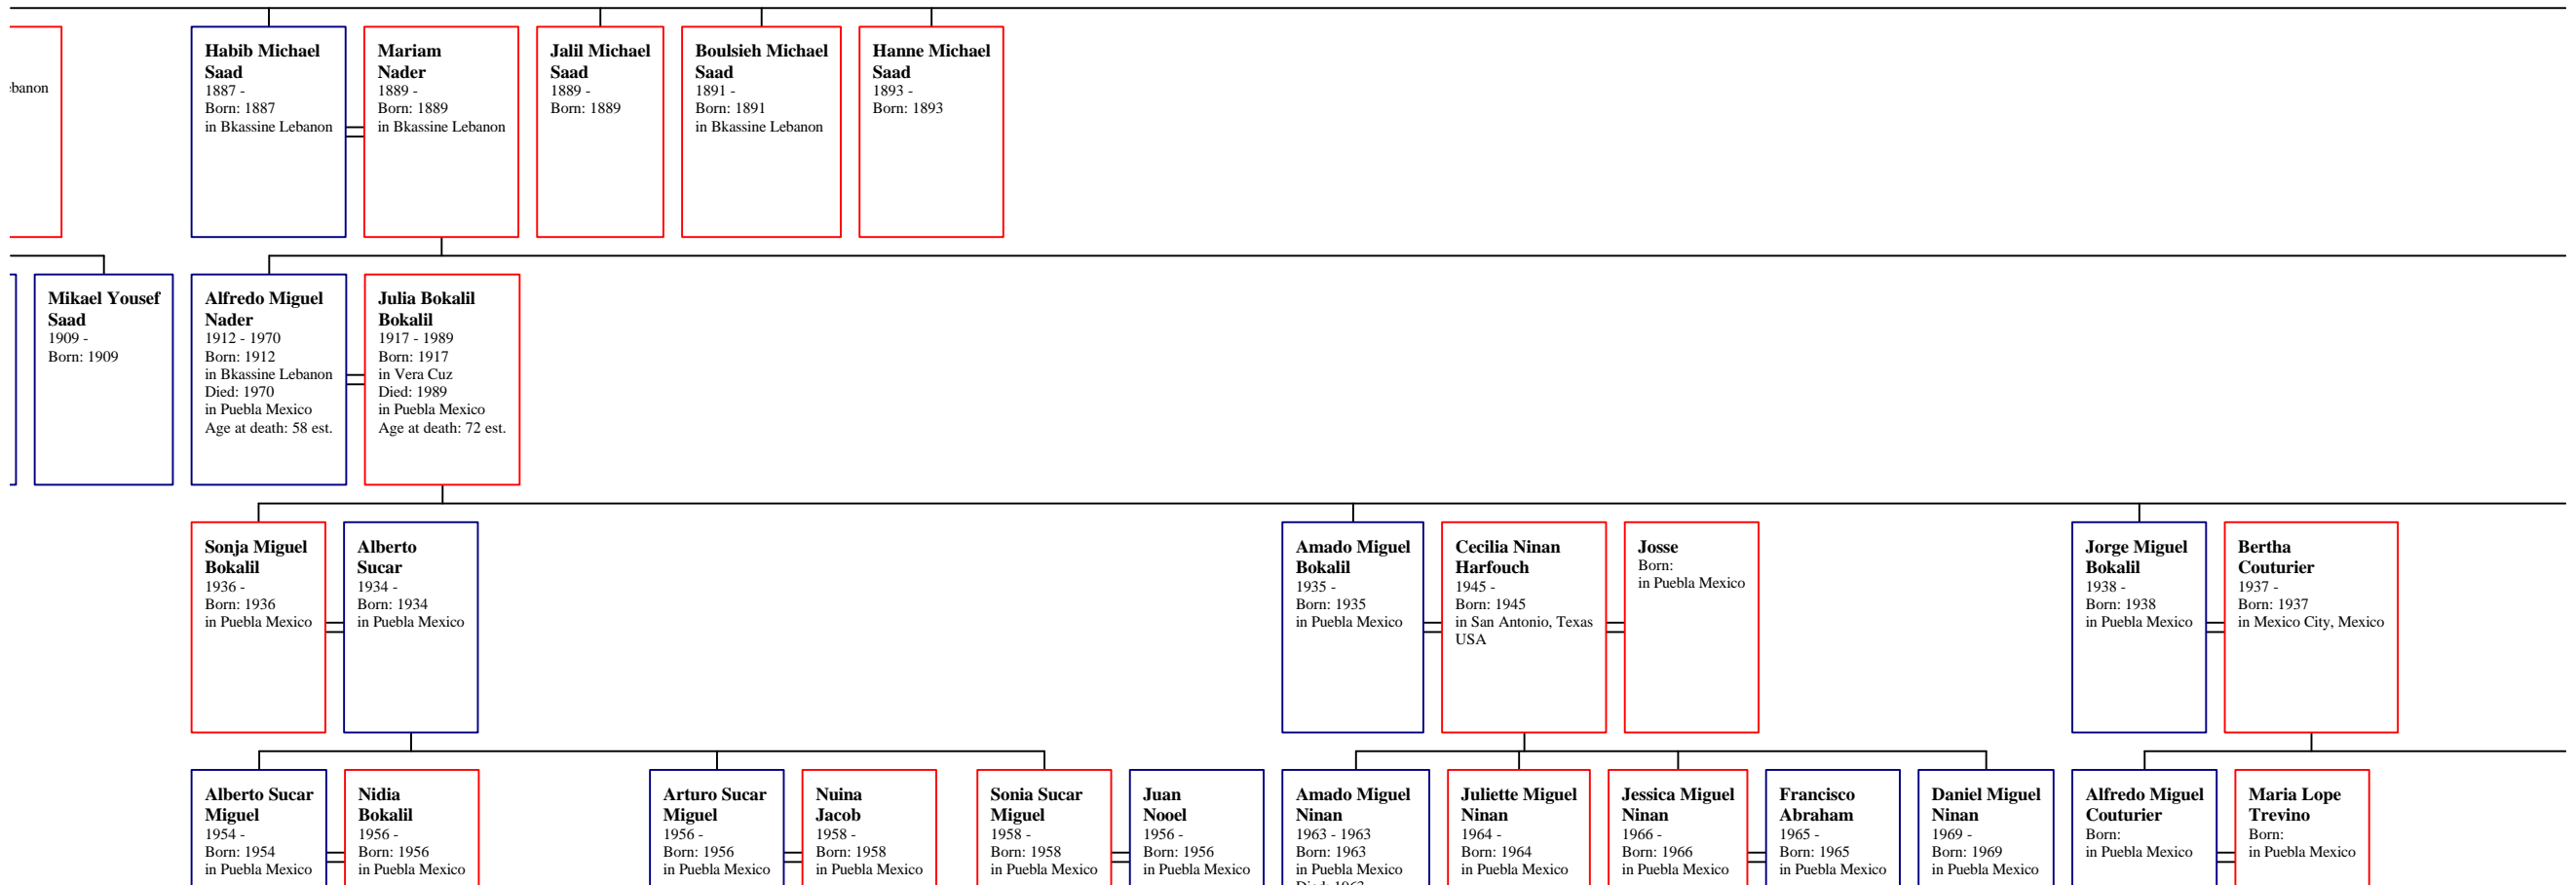 ebanon
Habib Michael
Saad
1887 -
Born: 1887
in Bkassine Lebanon
Mariam
Nader
1889 -
Born: 1889
in Bkassine Lebanon
Jalil Michael
Saad
1889 -
Born: 1889
Boulsieh Michael
Saad
1891 -
Born: 1891
in Bkassine Lebanon
Hanne Michael
Saad
1893 -
Born: 1893
Mikael Yousef
Saad
1909 -
Born: 1909
Alfredo Miguel
Nader
1912 - 1970
Born: 1912
in Bkassine Lebanon
Died: 1970
in Puebla Mexico
Age at death: 58 est.
Julia Bokalil
Bokalil
1917 - 1989
Born: 1917
in Vera Cuz
Died: 1989
in Puebla Mexico
Age at death: 72 est.
Sonja Miguel
Bokalil
1936 -
Born: 1936
in Puebla Mexico
Alberto
Sucar
1934 -
Born: 1934
in Puebla Mexico
Amado Miguel
Bokalil
1935 -
Born: 1935
in Puebla Mexico
Cecilia Ninan
Harfouch
1945 -
Born: 1945
in San Antonio, Texas
USA
Josse
Born:
in Puebla Mexico
Jorge Miguel
Bokalil
1938 -
Born: 1938
in Puebla Mexico
Bertha
Couturier
1937 -
Born: 1937
in Mexico City, Mexico
Alberto Sucar
Miguel
1954 -
Born: 1954
in Puebla Mexico
Nidia
Bokalil
1956 -
Born: 1956
in Puebla Mexico
Arturo Sucar
Miguel
1956 -
Born: 1956
in Puebla Mexico
Nuina
Jacob
1958 -
Born: 1958
in Puebla Mexico
Sonia Sucar
Miguel
1958 -
Born: 1958
in Puebla Mexico
Juan
Nooel
1956 -
Born: 1956
in Puebla Mexico
Amado Miguel
Ninan
1963 - 1963
Born: 1963
in Puebla Mexico
Died: 1963
Juliette Miguel
Ninan
1964 -
Born: 1964
in Puebla Mexico
Jessica Miguel
Ninan
1966 -
Born: 1966
in Puebla Mexico
Francisco
Abraham
1965 -
Born: 1965
in Puebla Mexico
Daniel Miguel
Ninan
1969 -
Born: 1969
in Puebla Mexico
Alfredo Miguel
Couturier
Born:
in Puebla Mexico
Maria Lope
Trevino
Born:
in Puebla Mexico